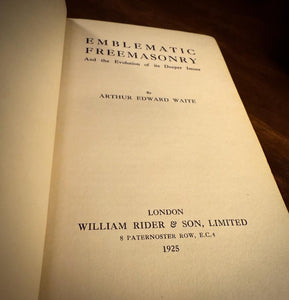 EMBLEMATIC
FREEMASONRY
And the Evolution of its Deeper Issues
By
ARTHUR EDWARD WAITE
LONDON
WILLIAM RIDER & SON, LIMITED
8 PATERNOSTER ROW, E.C.4
1925